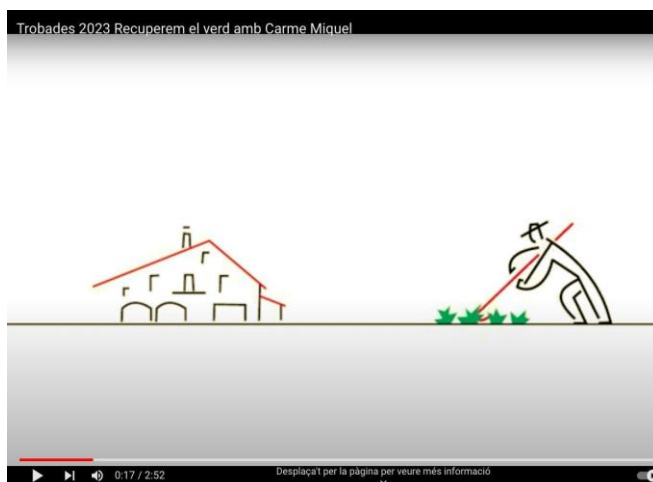 Trobades 2023 Recuperem el verd amb Carme Miquel
0:17 / 2:52
Desplaça't per la pàgina per veure més informació